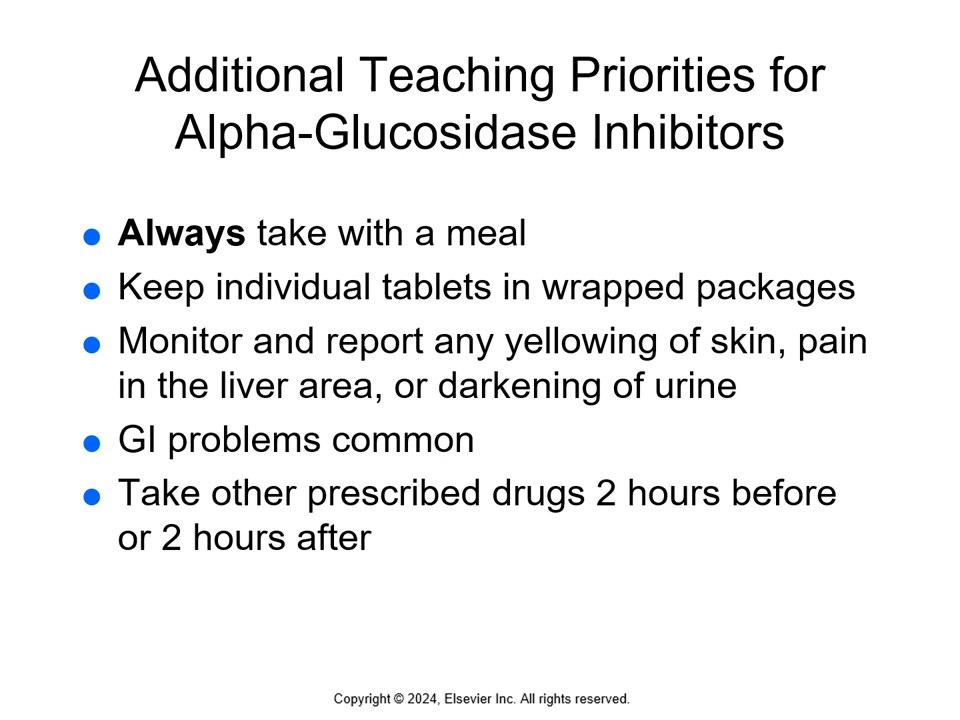 Additional Teaching Priorities for
Alpha-Glucosidase Inhibitors
● Always take with a meal
● Keep individual tablets in wrapped packages
● Monitor and report any yellowing of skin, pain
in the liver area, or darkening of urine
● GI problems common
● Take other prescribed drugs 2 hours before
or 2 hours after
Copyright © 2024, Elsevier Inc. All rights reserved.